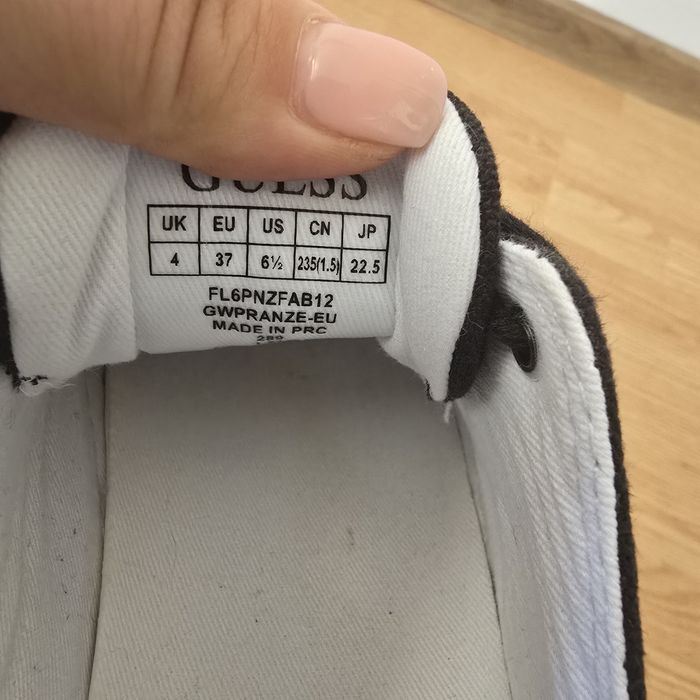 GUESS
UK EU US CN JP
4 37 6½ 235(1.5) 22.5
FL6PNZFAB12
GWPRANZE-EU
MADE IN PRC
289